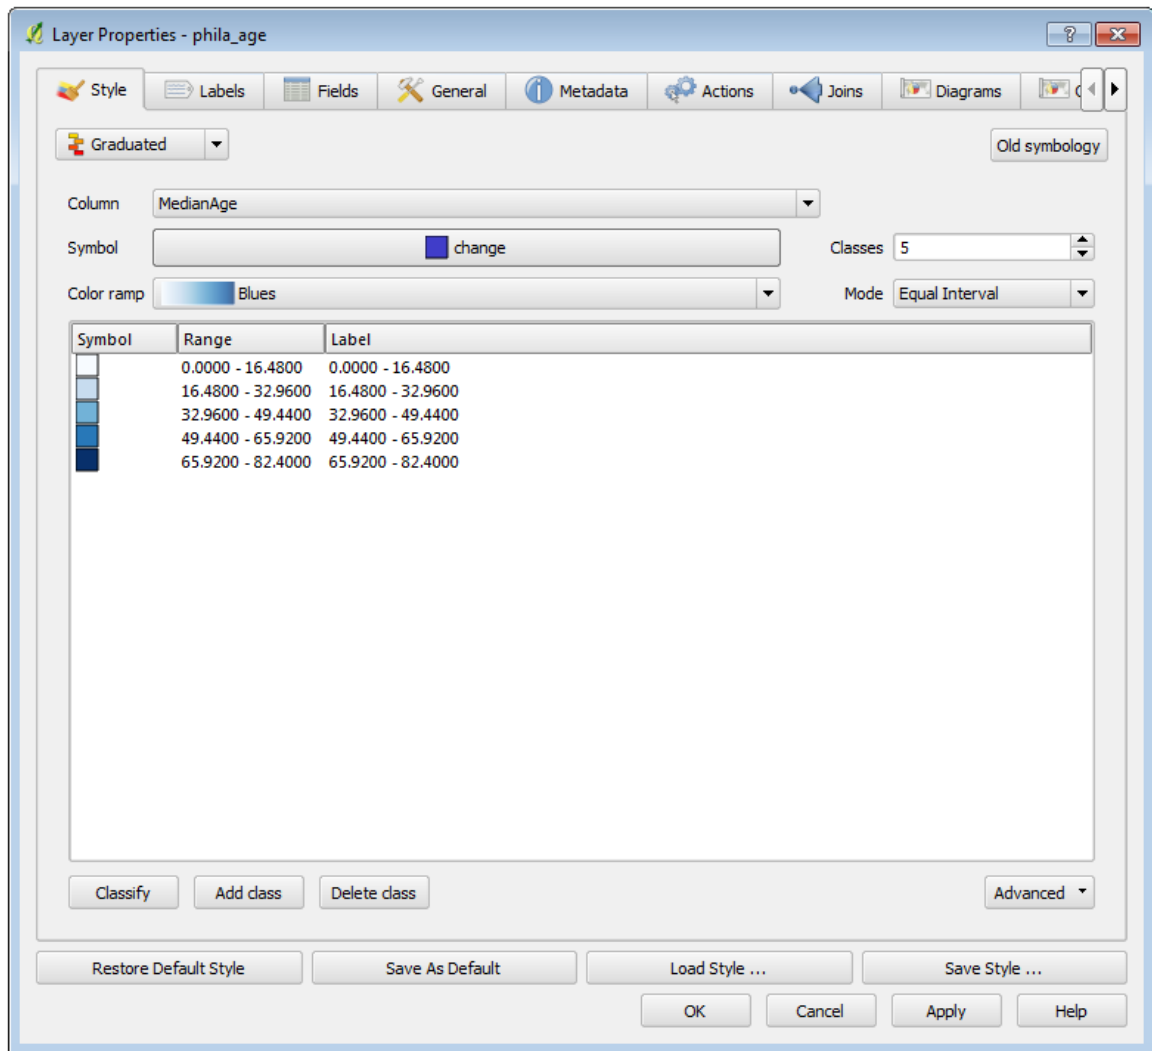 Layer Properties - phila_age
Style Labels Fields General Metadata Actions Joins Diagrams
Graduated Old symbology
Column MedianAge
Symbol change Classes 5
Color ramp Blues Mode Equal Interval
Symbol Range Label
0.0000 - 16.4800 0.0000 - 16.4800
16.4800 - 32.9600 16.4800 - 32.9600
32.9600 - 49.4400 32.9600 - 49.4400
49.4400 - 65.9200 49.4400 - 65.9200
65.9200 - 82.4000 65.9200 - 82.4000
Classify Add class Delete class Advanced
Restore Default Style Save As Default Load Style ... Save Style ...
OK Cancel Apply Help